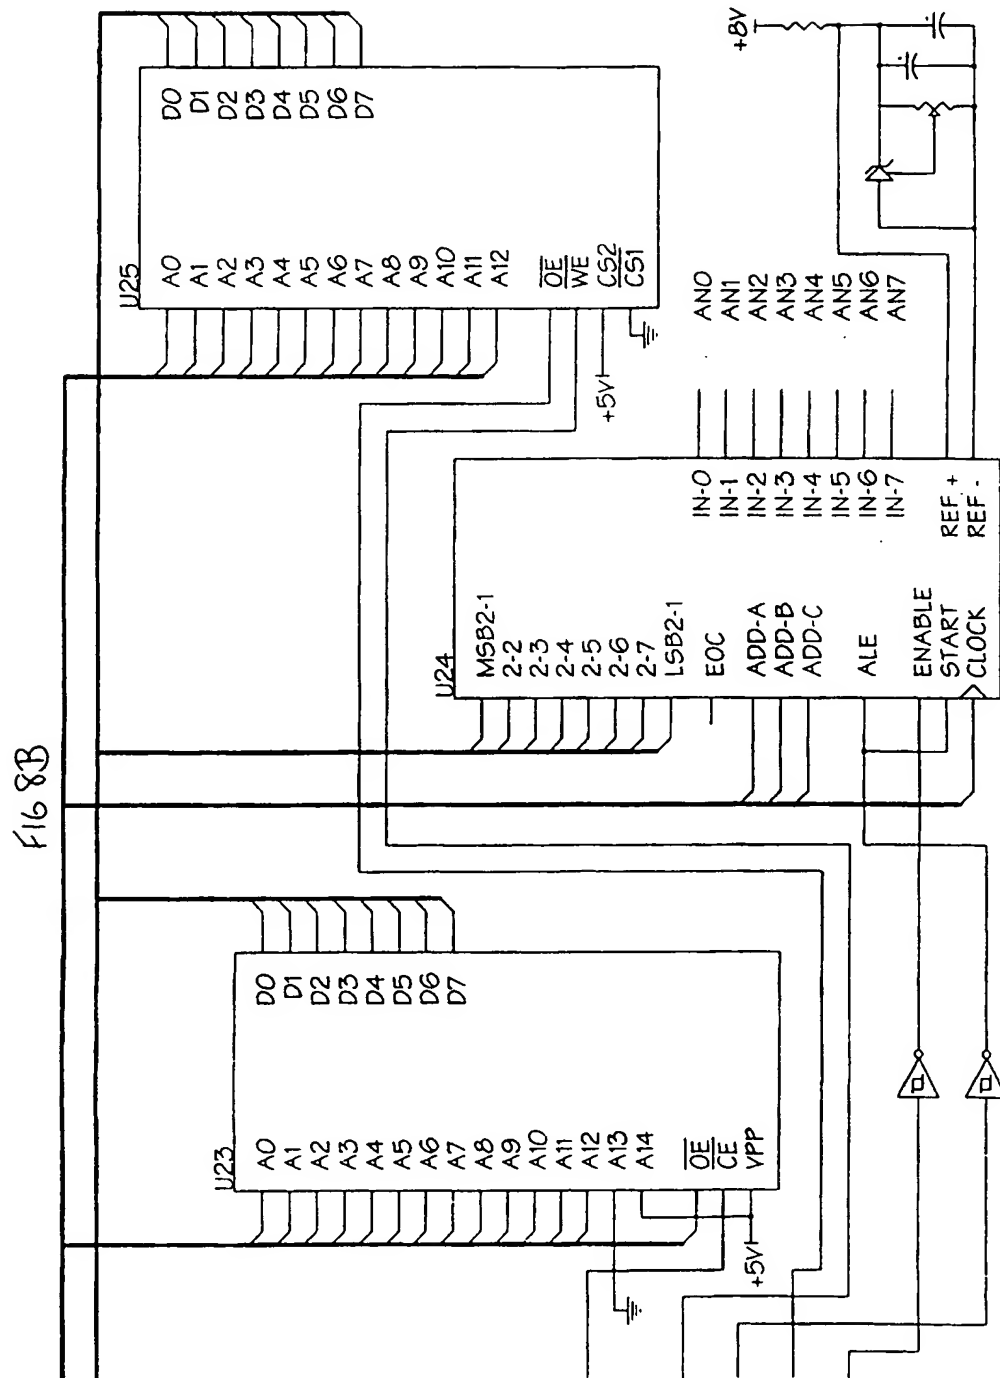 FIG 8B
U23
A0
A1
A2
A3
A4
A5
A6
A7
A8
A9
A10
A11
A12
A13
A14
OE
CE
VPP
D0
D1
D2
D3
D4
D5
D6
D7
+5V
U24
MSB2-1
2-2
2-3
2-4
2-5
2-6
2-7
LSB2-1
EOC
ADD-A
ADD-B
ADD-C
ALE
ENABLE
START
CLOCK
IN-0
IN-1
IN-2
IN-3
IN-4
IN-5
IN-6
IN-7
REF +
REF -
AN0
AN1
AN2
AN3
AN4
AN5
AN6
AN7
U25
A0
A1
A2
A3
A4
A5
A6
A7
A8
A9
A10
A11
A12
OE
WE
CS2
CS1
D0
D1
D2
D3
D4
D5
D6
D7
+5V
+8V